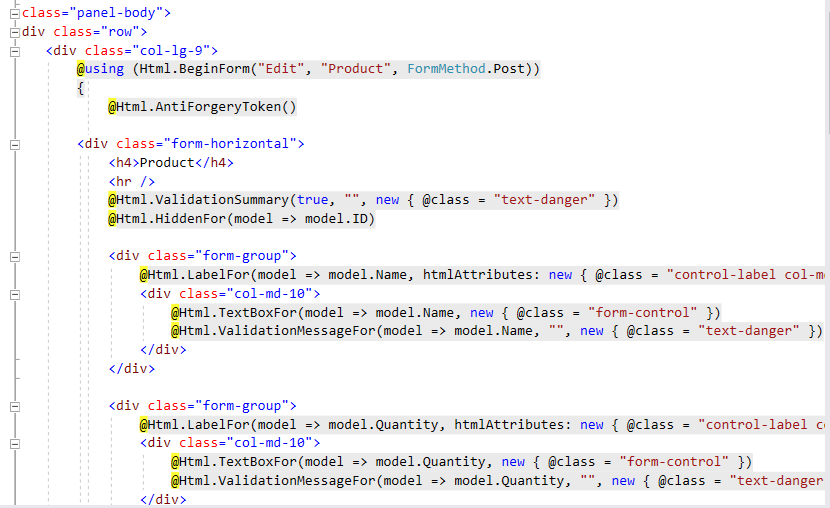 class="panel-body">
div class="row">
<div class="col-lg-9">
@using (Html.BeginForm("Edit", "Product", FormMethod.Post))
{
@Html.AntiForgeryToken()
<div class="form-horizontal">
<h4>Product</h4>
<hr />
@Html.ValidationSummary(true, "", new { @class = "text-danger" })
@Html.HiddenFor(model => model.ID)
<div class="form-group">
@Html.LabelFor(model => model.Name, htmlAttributes: new { @class = "control-label col-m
<div class="col-md-10">
@Html.TextBoxFor(model => model.Name, new { @class = "form-control" })
@Html.ValidationMessageFor(model => model.Name, "", new { @class = "text-danger" })
</div>
</div>
<div class="form-group">
@Html.LabelFor(model => model.Quantity, htmlAttributes: new { @class = "control-label c
<div class="col-md-10">
@Html.TextBoxFor(model => model.Quantity, new { @class = "form-control" })
@Html.ValidationMessageFor(model => model.Quantity, "", new { @class = "text-danger
</div>